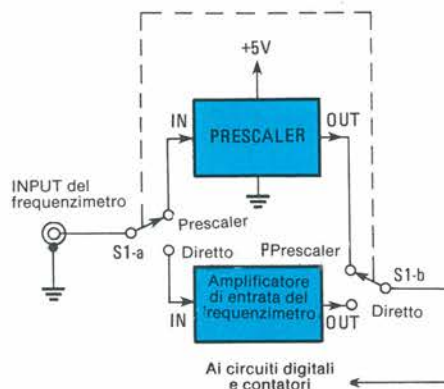 +5V
IN
PRESCALER
OUT
INPUT del
frequenzimetro
S1-a
Prescaler
Diretto
PPrescaler
S1-b
Diretto
IN
Amplificatore
di entrata del
frequenzimetro
OUT
Ai circuiti digitali
e contatori